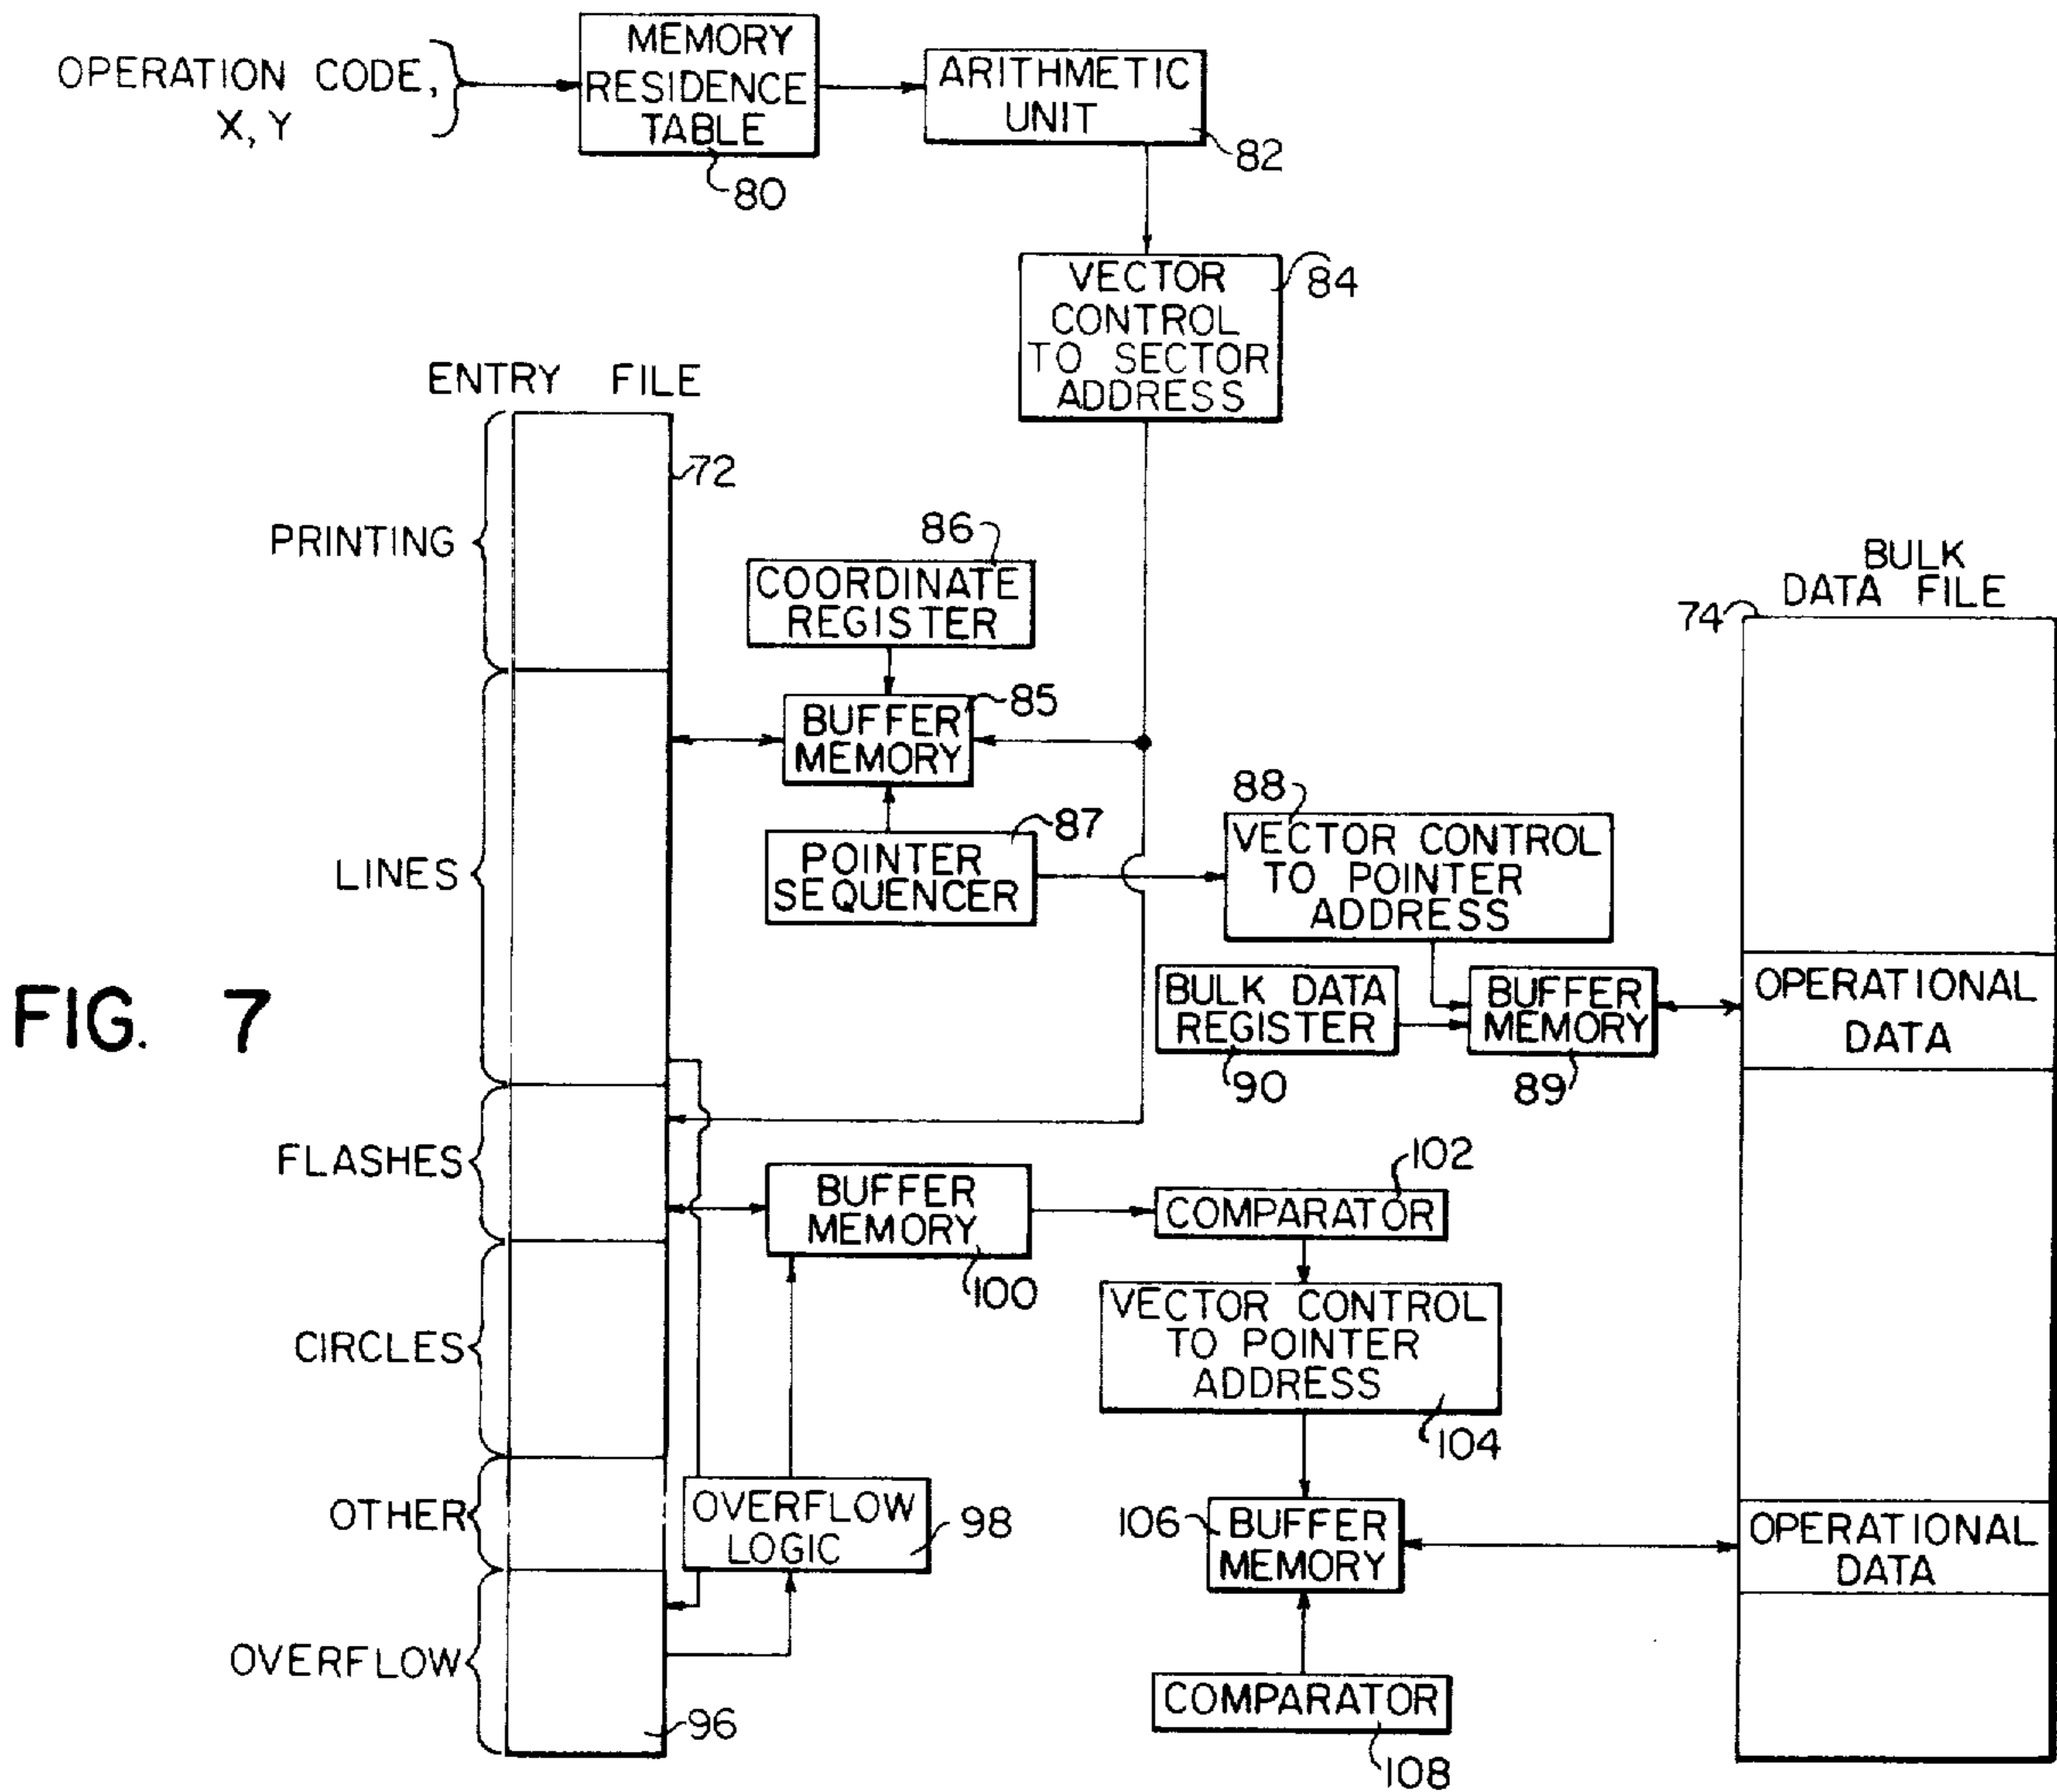 OPERATION CODE,
X, Y
MEMORY
RESIDENCE
TABLE
80
ARITHMETIC
UNIT
82
VECTOR
CONTROL
TO SECTOR
ADDRESS
84
ENTRY FILE
72
PRINTING
LINES
FLASHES
CIRCLES
OTHER
OVERFLOW
96
86
COORDINATE
REGISTER
85
BUFFER
MEMORY
87
POINTER
SEQUENCER
88
VECTOR CONTROL
TO POINTER
ADDRESS
BULK DATA
REGISTER
90
BUFFER
MEMORY
89
BULK
DATA FILE
74
OPERATIONAL
DATA
FIG. 7
BUFFER
MEMORY
100
102
COMPARATOR
VECTOR CONTROL
TO POINTER
ADDRESS
104
OVERFLOW
LOGIC
98
106
BUFFER
MEMORY
OPERATIONAL
DATA
COMPARATOR
108